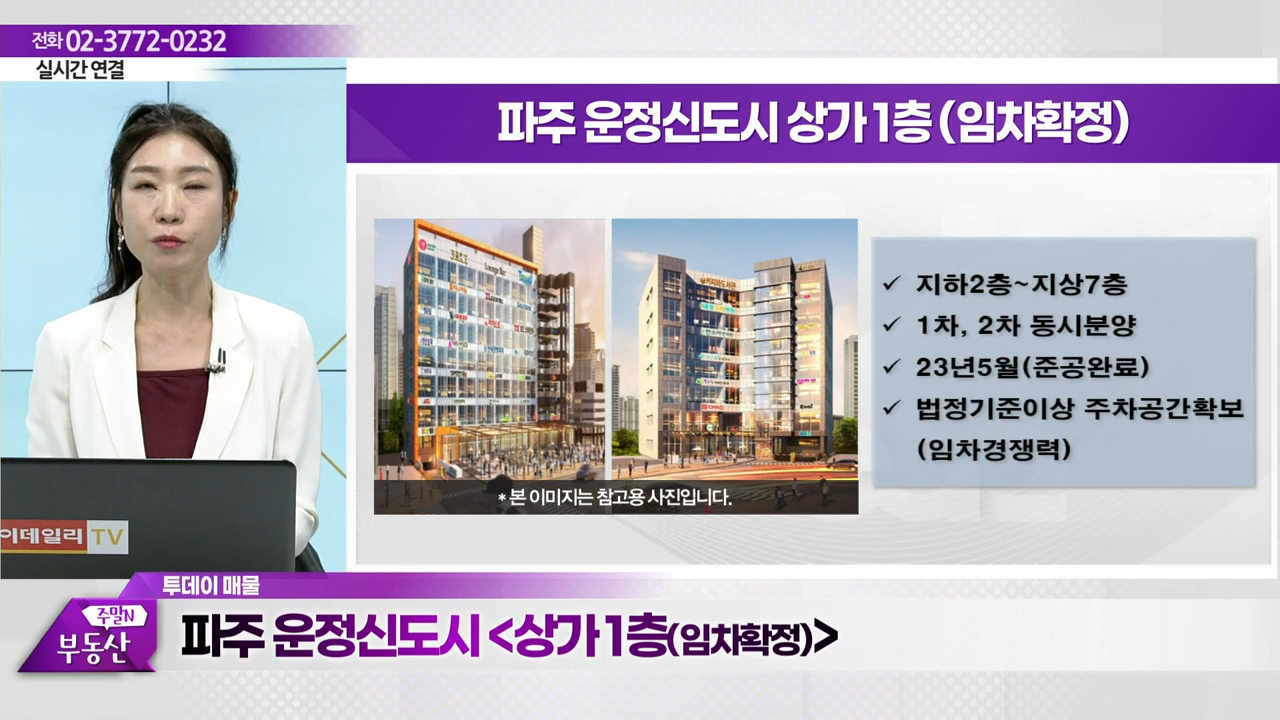 전화 02-3772-0232
실시간 연결
파주 운정신도시 상가 1층 (임차확정)
✓ 지하2층~지상7층
✓ 1차, 2차 동시분양
✓ 23년5월(준공완료)
✓ 법정기준이상 주차공간확보
(임차경쟁력)
* 본 이미지는 참고용 사진입니다.
이데일리 TV
투데이 매물
주말N
부동산
파주 운정신도시 <상가 1층(임차확정)>